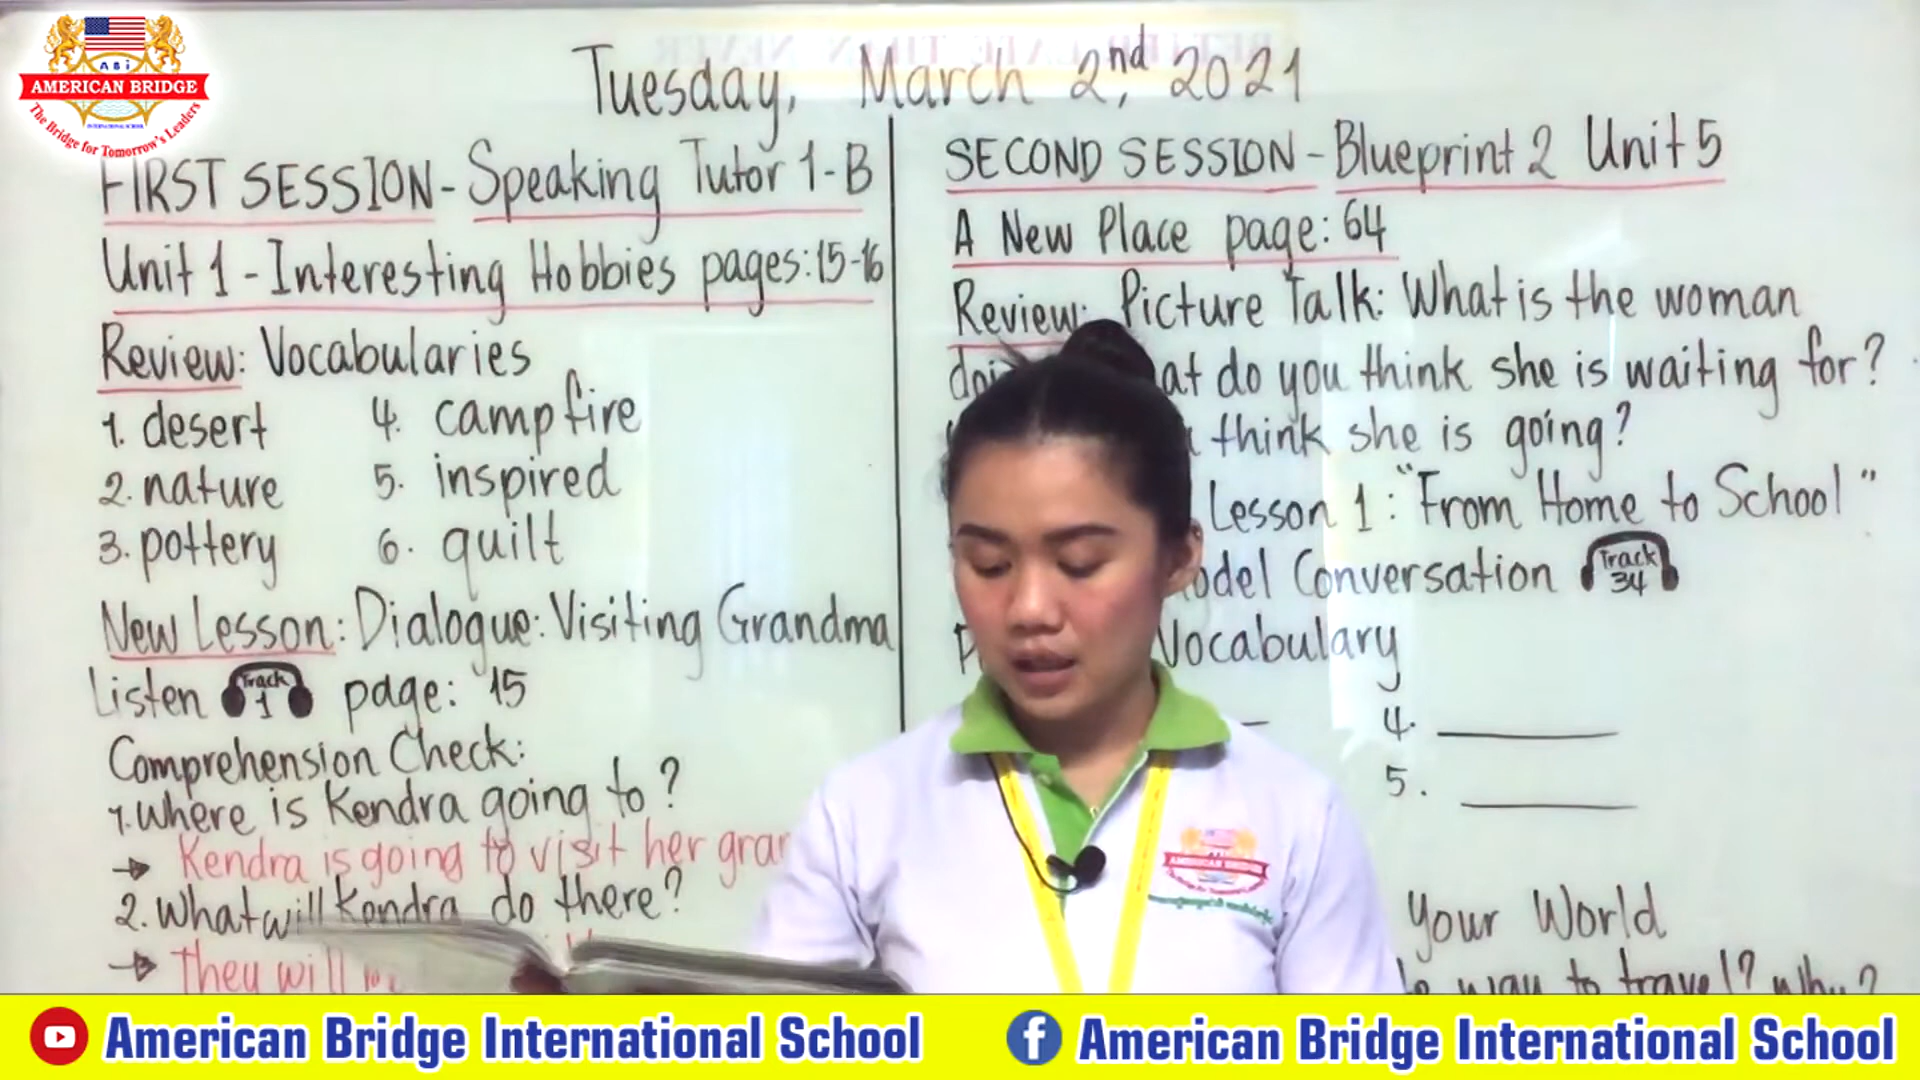 AMERICAN BRIDGE
The Bridge for Tomorrow's Leaders
Tuesday, March 2nd, 2021
FIRST SESSION - Speaking Tutor 1-B
Unit 1 - Interesting Hobbies pages: 15-16
Review: Vocabularies
1. desert 4. campfire
2. nature 5. inspired
3. pottery 6. quilt
New Lesson: Dialogue: Visiting Grandma
Listen Track 1 page: 15
Comprehension Check:
1. Where is Kendra going to?
→ Kendra is going to visit her
2. What will Kendra do there?
→ They will
SECOND SESSION - Blueprint 2 Unit 5
A New Place page: 64
Review: Picture Talk: What is the woman
do you think she is waiting for?
think she is going?
Lesson 1: "From Home to School"
Conversation Track 34
Vocabulary
4.
5.
Your World
way to travel? Why?
AMERICAN BRIDGE
American Bridge International School
American Bridge International School